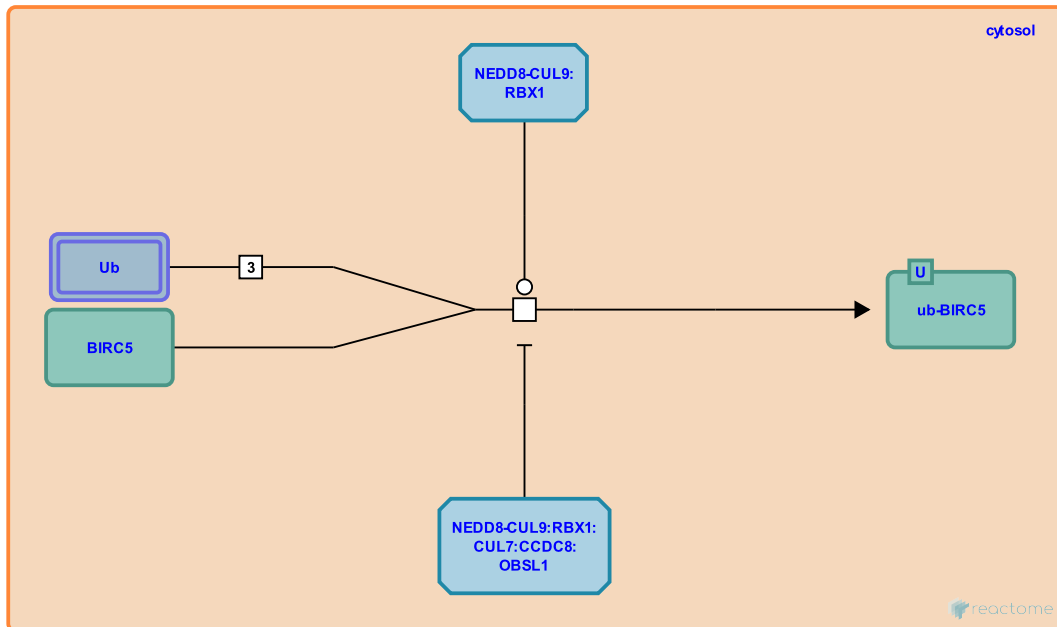 cytosol
NEDD8-CUL9:
RBX1
Ub
3
BIRC5
U
ub-BIRC5
NEDD8-CUL9:RBX1:
CUL7:CCDC8:
OBSL1
reactome